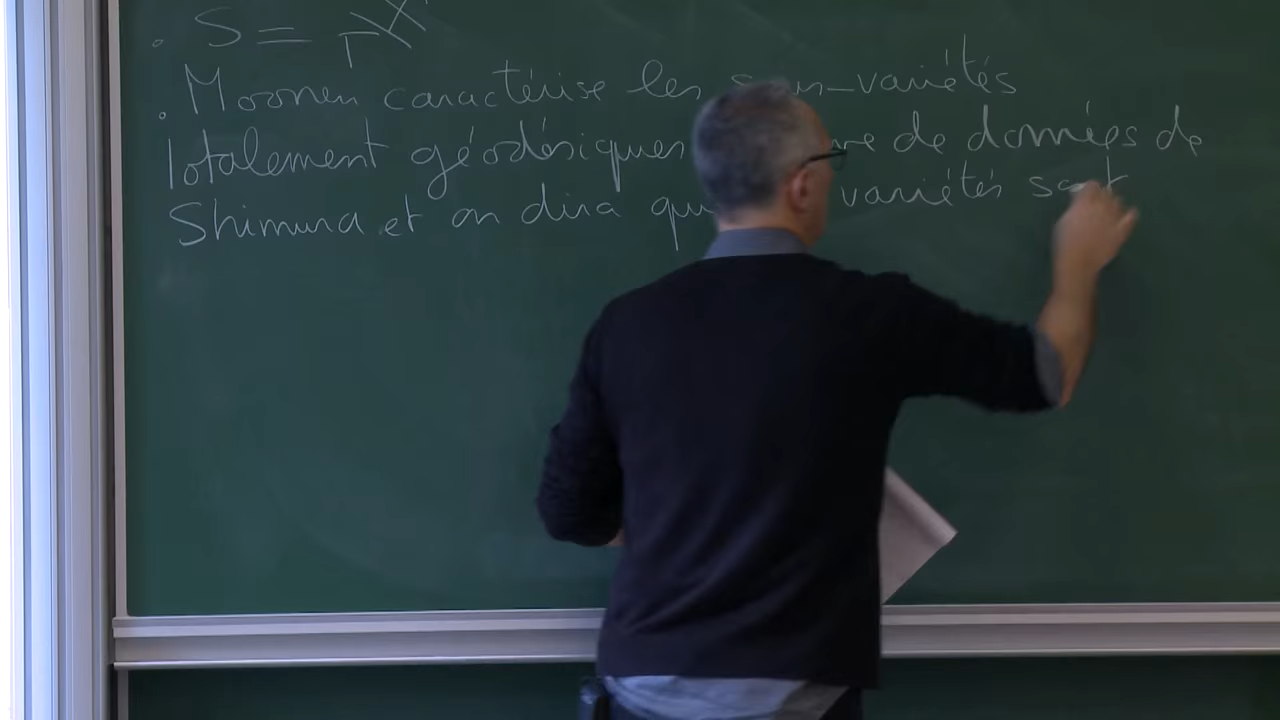 . S = Γ\X
. Moonen caractérise les sous-variétés
totalement géodésiques de données de
Shimura et on dira que variétés sont